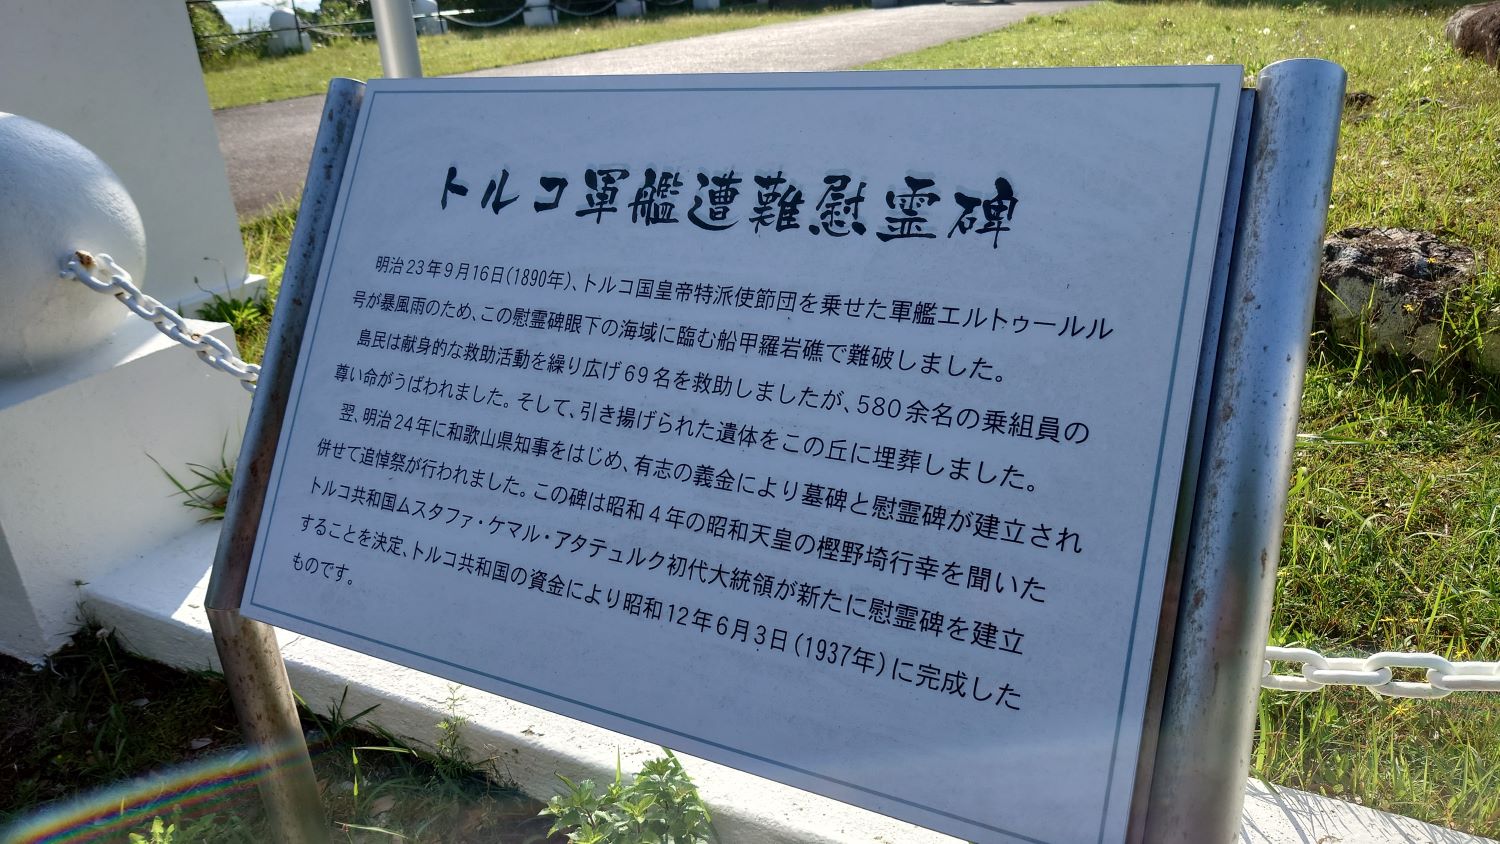 トルコ軍艦遭難慰霊碑
明治23年9月16日(1890年)、トルコ国皇帝特派使節団を乗せた軍艦エルトゥールル
号が暴風雨のため、この慰霊碑眼下の海域に臨む船甲羅岩礁で難破しました。
島民は献身的な救助活動を繰り広げ69名を救助しましたが、580余名の乗組員の
尊い命がうばわれました。そして、引き揚げられた遺体をこの丘に埋葬しました。
翌、明治24年に和歌山県知事をはじめ、有志の義金により墓碑と慰霊碑が建立され
併せて追悼祭が行われました。この碑は昭和4年の昭和天皇の樫野埼行幸を聞いた
トルコ共和国ムスタファ・ケマル・アタテュルク初代大統領が新たに慰霊碑を建立
することを決定、トルコ共和国の資金により昭和12年6月3日(1937年)に完成した
ものです。